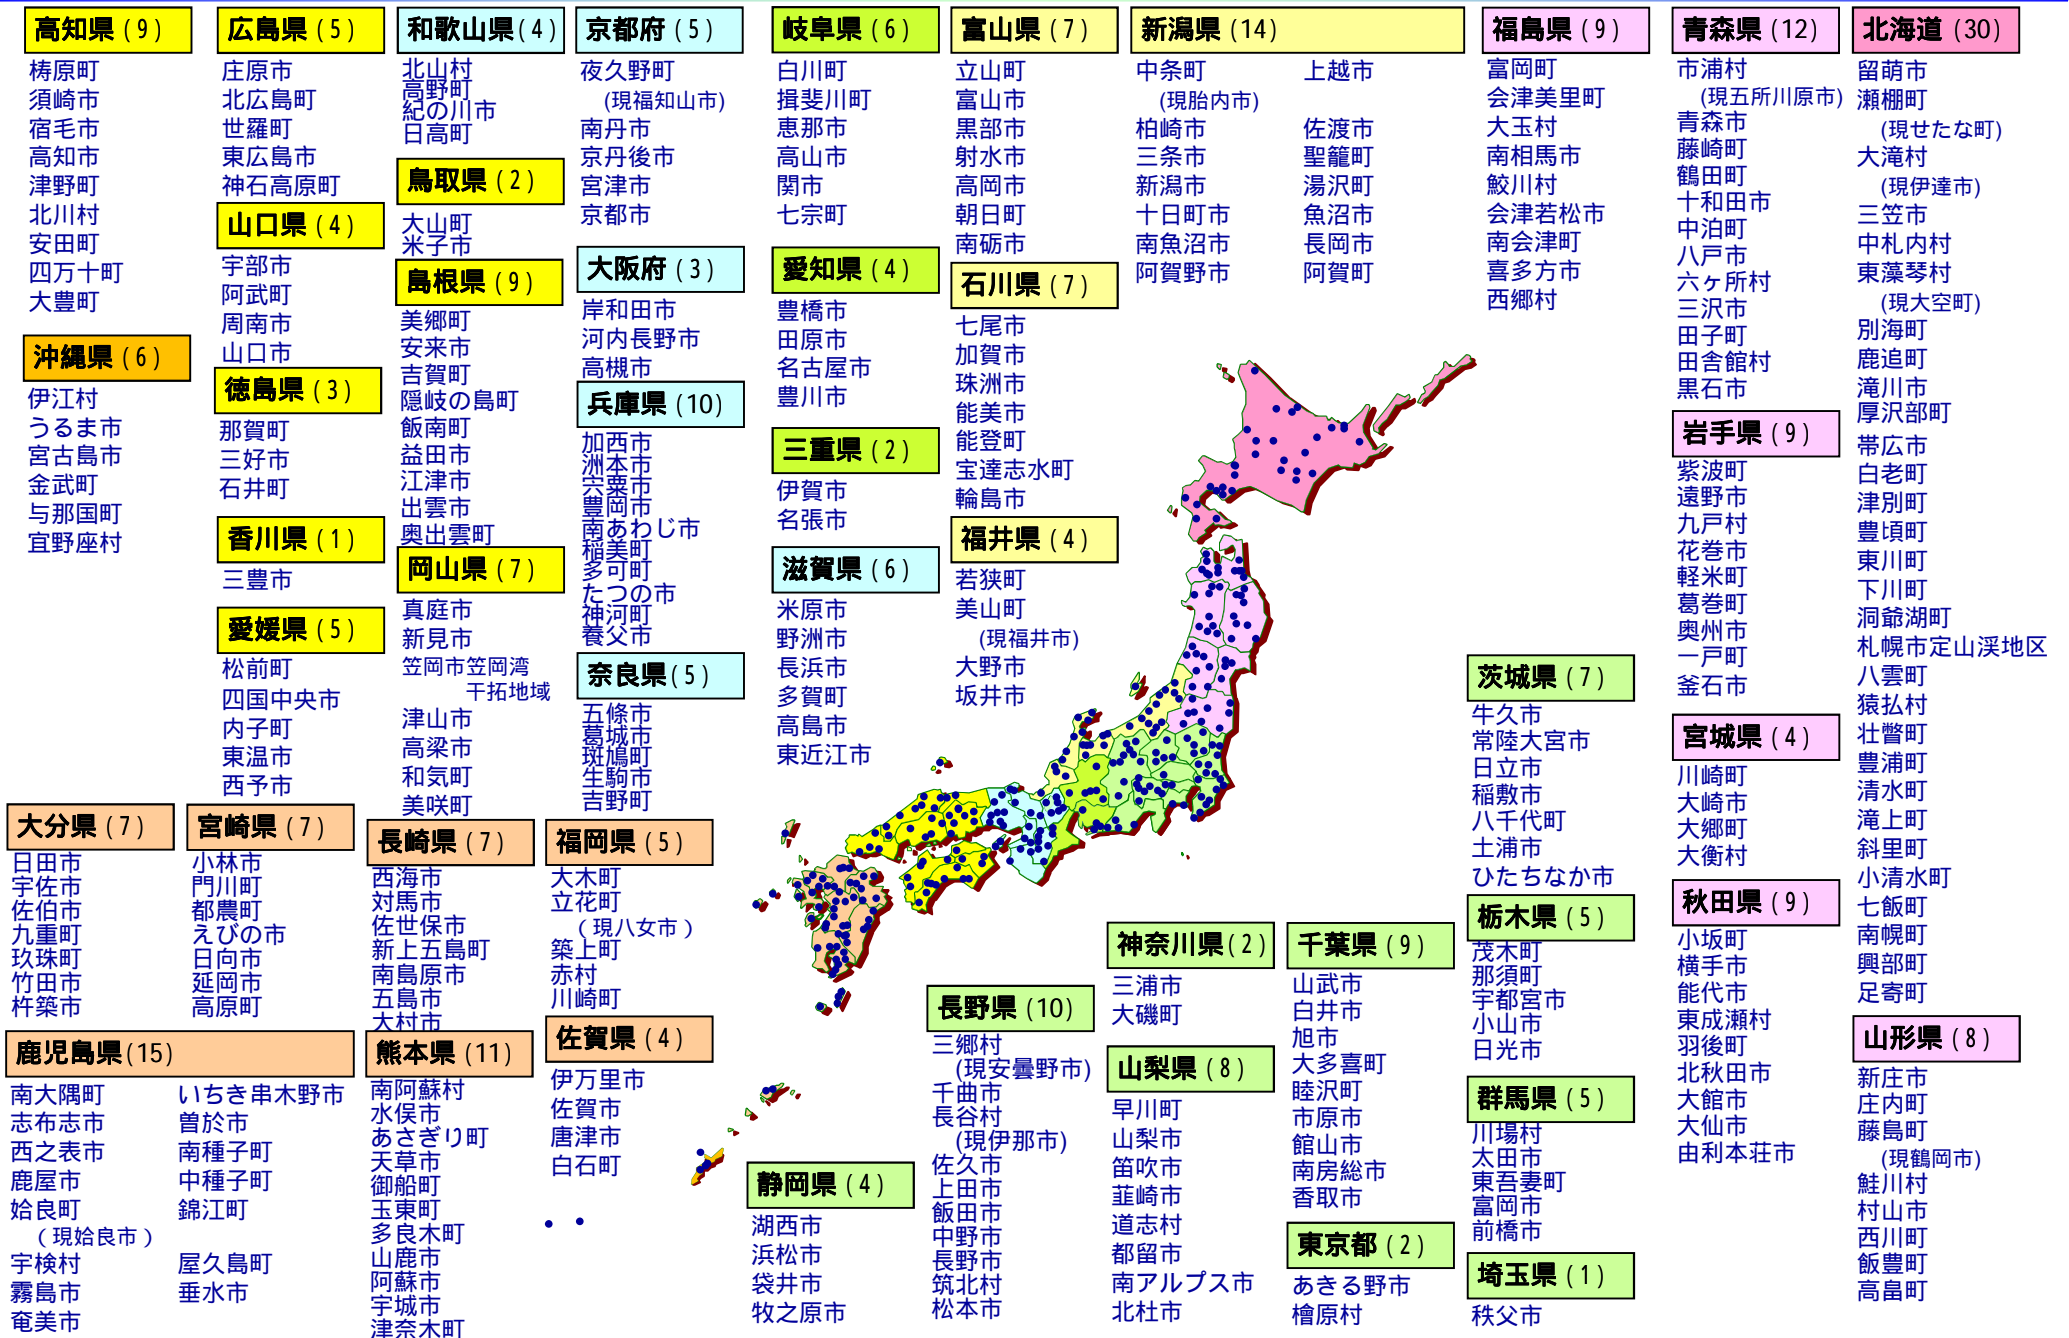 高知県(9)
梼原町
須崎市
宿毛市
高知市
津野町
北川村
安田町
四万十町
大豊町
沖縄県(6)
伊江村
うるま市
宮古島市
金武町
与那国町
宜野座村
広島県(5)
庄原市
北広島町
世羅町
東広島市
神石高原町
山口県(4)
宇部市
阿武町
周南市
山口市
徳島県(3)
那賀町
三好市
石井町
香川県(1)
三豊市
愛媛県(5)
松前町
四国中央市
内子町
東温市
西予市
和歌山県(4)
北山村
高野町
紀の川市
日高町
鳥取県(2)
大山町
米子市
島根県(9)
美郷町
安来市
吉賀町
隠岐の島町
飯南町
益田市
江津市
出雲市
奥出雲町
岡山県(7)
真庭市
新見市
笠岡市笠岡湾
干拓地域
津山市
高梁市
和気町
美咲町
京都府(5)
夜久野町
(現福知山市)
南丹市
京丹後市
宮津市
京都市
大阪府(3)
岸和田市
河内長野市
高槻市
兵庫県(10)
加西市
洲本市
宍粟市
豊岡市
南あわじ市
稲美町
多可町
たつの市
神河町
養父市
奈良県(5)
五條市
葛城市
斑鳩町
生駒市
吉野町
岐阜県(6)
白川町
揖斐川町
恵那市
高山市
関市
七宗町
愛知県(4)
豊橋市
田原市
名古屋市
豊川市
三重県(2)
伊賀市
名張市
滋賀県(6)
米原市
野洲市
長浜市
多賀町
高島市
東近江市
富山県(7)
立山町
富山市
黒部市
射水市
高岡市
朝日町
南砺市
石川県(7)
七尾市
加賀市
珠洲市
能美市
能登町
宝達志水町
輪島市
福井県(4)
若狭町
美山町
(現福井市)
大野市
坂井市
新潟県(14)
中条町 上越市
(現胎内市)
柏崎市 佐渡市
三条市 聖籠町
新潟市 湯沢町
十日町市 魚沼市
南魚沼市 長岡市
阿賀野市 阿賀町
福島県(9)
富岡町
会津美里町
大玉村
南相馬市
鮫川村
会津若松市
南会津町
喜多方市
西郷村
青森県(12)
市浦村
(現五所川原市)
青森市
藤崎町
鶴田町
十和田市
中泊町
八戸市
六ヶ所村
三沢市
田子町
田舎館村
黒石市
岩手県(9)
紫波町
遠野市
九戸村
花巻市
軽米町
葛巻町
奥州市
一戸町
釜石市
宮城県(4)
川崎町
大崎市
大郷町
大衡村
秋田県(9)
小坂町
横手市
能代市
東成瀬村
羽後町
北秋田市
大館市
大仙市
由利本荘市
北海道(30)
留萌市
瀬棚町
(現せたな町)
大滝村
(現伊達市)
三笠市
中札内村
東藻琴村
(現大空町)
別海町
鹿追町
滝川市
厚沢部町
帯広市
白老町
津別町
豊頃町
東川町
下川町
洞爺湖町
札幌市定山渓地区
八雲町
猿払村
壮瞥町
豊浦町
清水町
滝上町
斜里町
小清水町
七飯町
南幌町
興部町
足寄町
山形県(8)
新庄市
庄内町
藤島町
(現鶴岡市)
鮭川村
村山市
西川町
飯豊町
高畠町
茨城県(7)
牛久市
常陸大宮市
日立市
稲敷市
八千代町
土浦市
ひたちなか市
栃木県(5)
茂木町
那須町
宇都宮市
小山市
日光市
群馬県(5)
川場村
太田市
東吾妻町
富岡市
前橋市
埼玉県(1)
秩父市
大分県(7)
日田市
宇佐市
佐伯市
九重町
玖珠町
竹田市
杵築市
宮崎県(7)
小林市
門川町
都農町
えびの市
日向市
延岡市
高原町
鹿児島県(15)
南大隅町 いちき串木野市
志布志市 曽於市
西之表市 南種子町
鹿屋市 中種子町
姶良町 錦江町
(現姶良市)
宇検村 屋久島町
霧島市 垂水市
奄美市
長崎県(7)
西海市
対馬市
佐世保市
新上五島町
南島原市
五島市
大村市
熊本県(11)
南阿蘇村
水俣市
あさぎり町
天草市
御船町
玉東町
多良木町
山鹿市
阿蘇市
宇城市
津奈木町
福岡県(5)
大木町
立花町
(現八女市)
築上町
赤村
川崎町
佐賀県(4)
伊万里市
佐賀市
唐津市
白石町
静岡県(4)
湖西市
浜松市
袋井市
牧之原市
長野県(10)
三郷村
(現安曇野市)
千曲市
長谷村
(現伊那市)
佐久市
上田市
飯田市
中野市
長野市
筑北村
松本市
神奈川県(2)
三浦市
大磯町
山梨県(8)
早川町
山梨市
笛吹市
韮崎市
道志村
都留市
南アルプス市
北杜市
千葉県(9)
山武市
白井市
旭市
大多喜町
睦沢町
市原市
館山市
南房総市
香取市
東京都(2)
あきる野市
檜原村